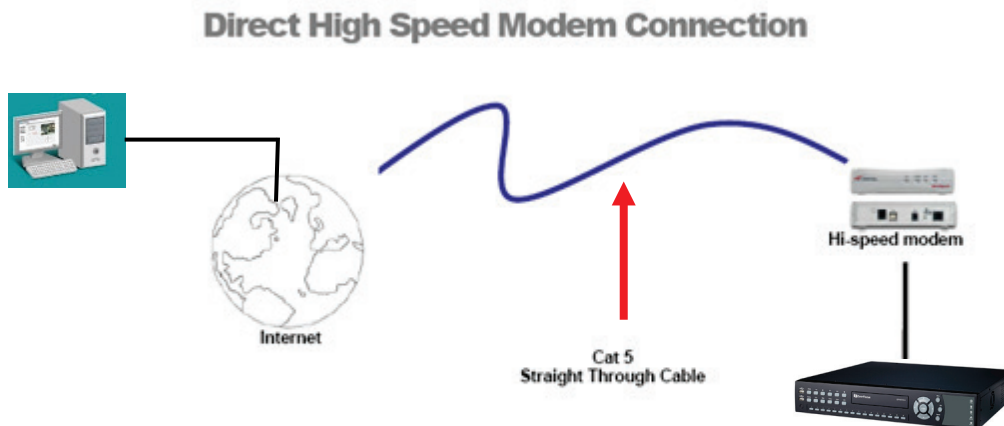 Direct High Speed Modem Connection
Internet
Hi-speed modem
Cat 5
Straight Through Cable